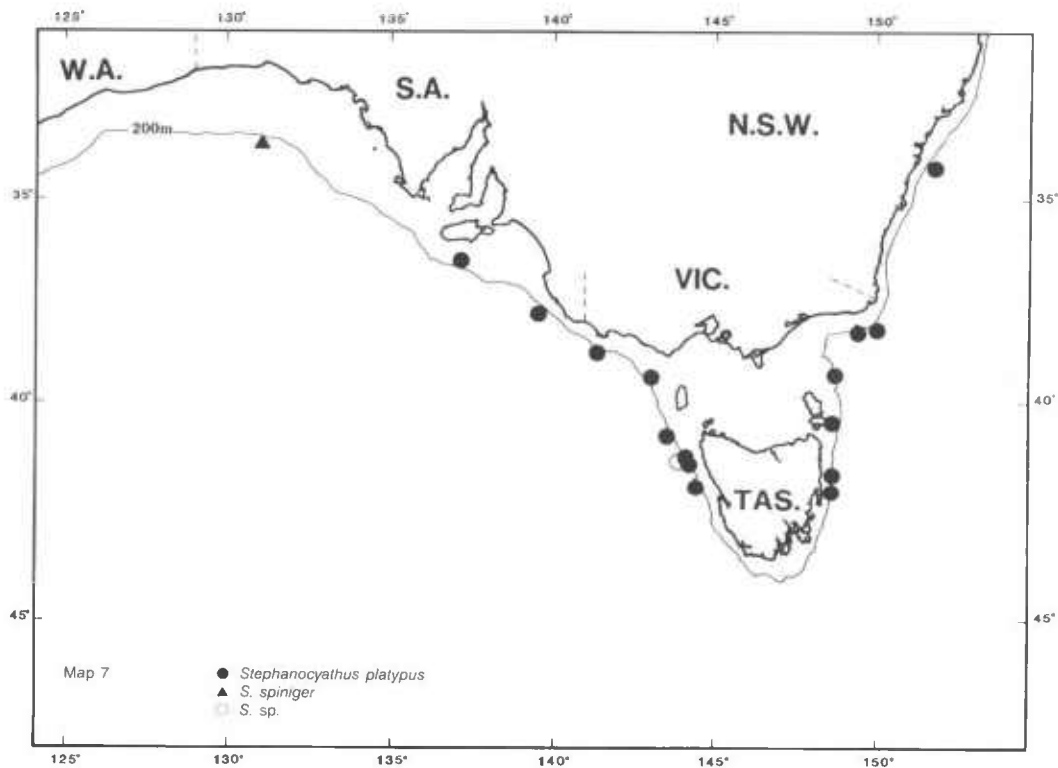 125° 130° 135° 140° 145° 150°
W.A.
S.A.
N.S.W.
200m
35° 35°
VIC.
40° 40°
TAS.
45° 45°
Map 7
Stephanocyathus platypus
S. spiniger
S. sp.
125° 130° 135° 140° 145° 150°